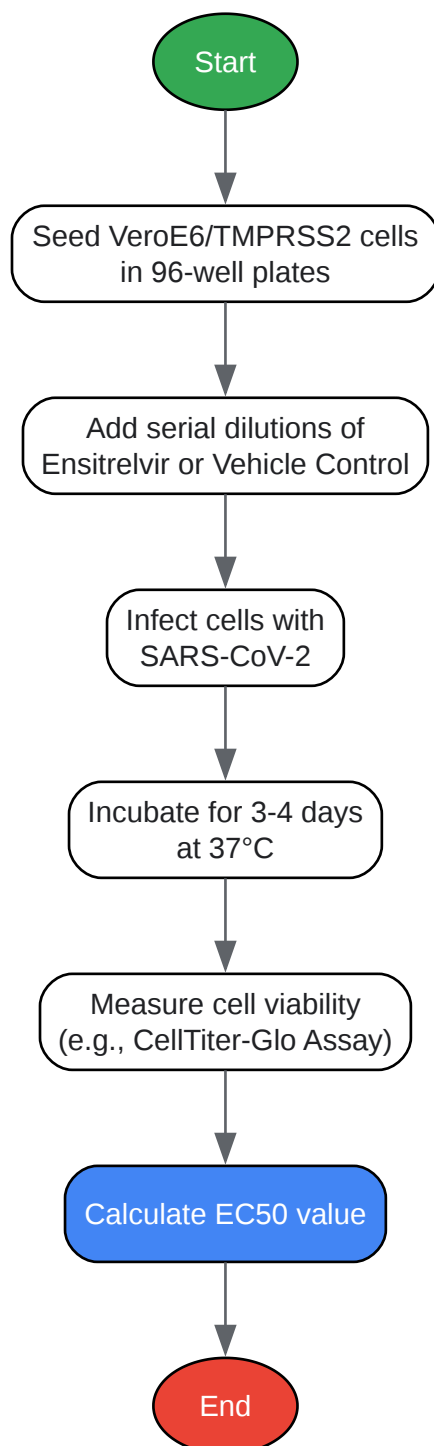 Start
Seed VeroE6/TMPRSS2 cells
in 96-well plates
Add serial dilutions of
Ensitrelvir or Vehicle Control
Infect cells with
SARS-CoV-2
Incubate for 3-4 days
at 37°C
Measure cell viability
(e.g., CellTiter-Glo Assay)
Calculate EC50 value
End